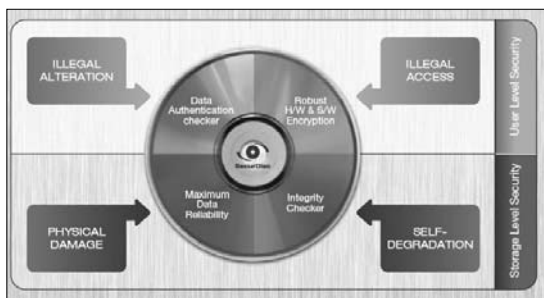 ILLEGAL
ALTERATION
ILLEGAL
ACCESS
Data
Authentication
checker
Robust
H/W & S/W
Encryption
User Level Security
SecurDisc
Maximum
Data
Reliability
Integrity
Checker
PHYSICAL
DAMAGE
SELF-
DEGRADATION
Storage Level Security